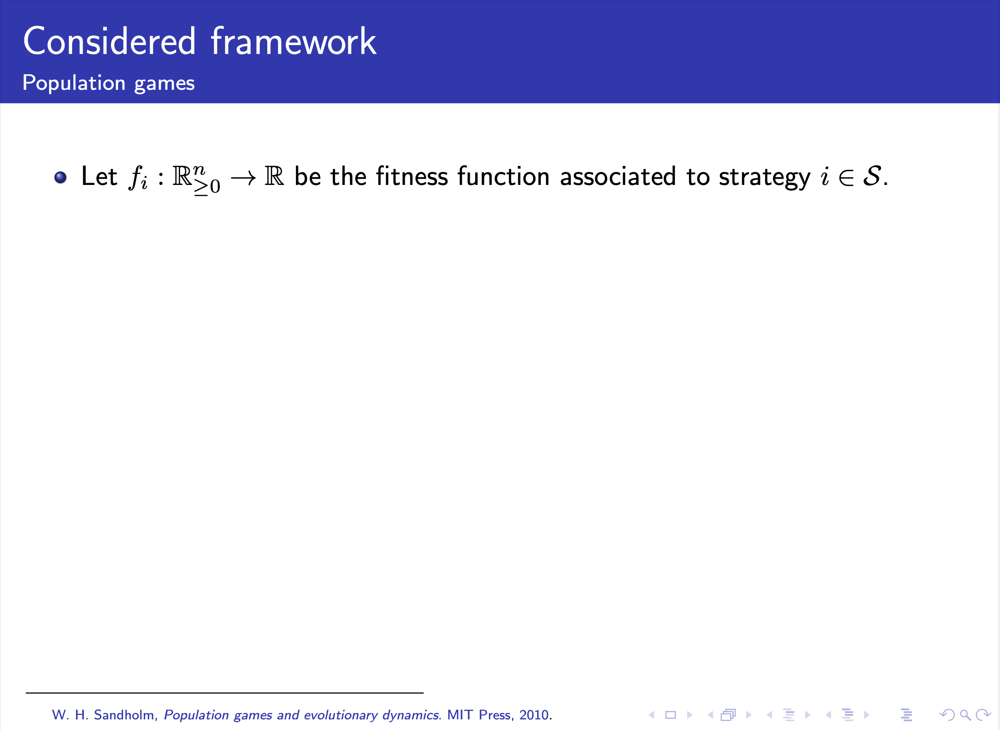 Considered framework
Population games
Let $f_i : \mathbb{R}^n_{\geq 0} \to \mathbb{R}$ be the fitness function associated to strategy $i \in \mathcal{S}$.
W. H. Sandholm, Population games and evolutionary dynamics. MIT Press, 2010.